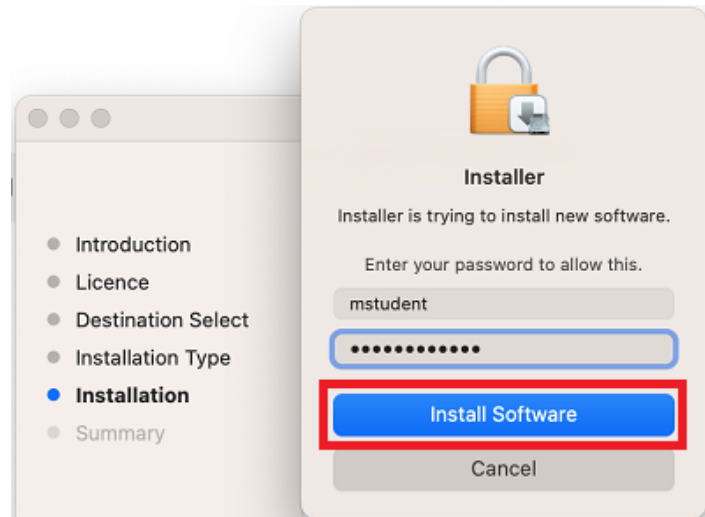 Introduction
Licence
Destination Select
Installation Type
Installation
Summary
Installer
Installer is trying to install new software.
Enter your password to allow this.
mstudent
••••••••••••
Install Software
Cancel